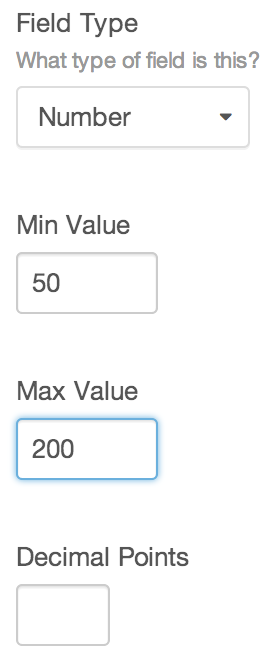 Field Type
What type of field is this?
Number
Min Value
50
Max Value
200
Decimal Points